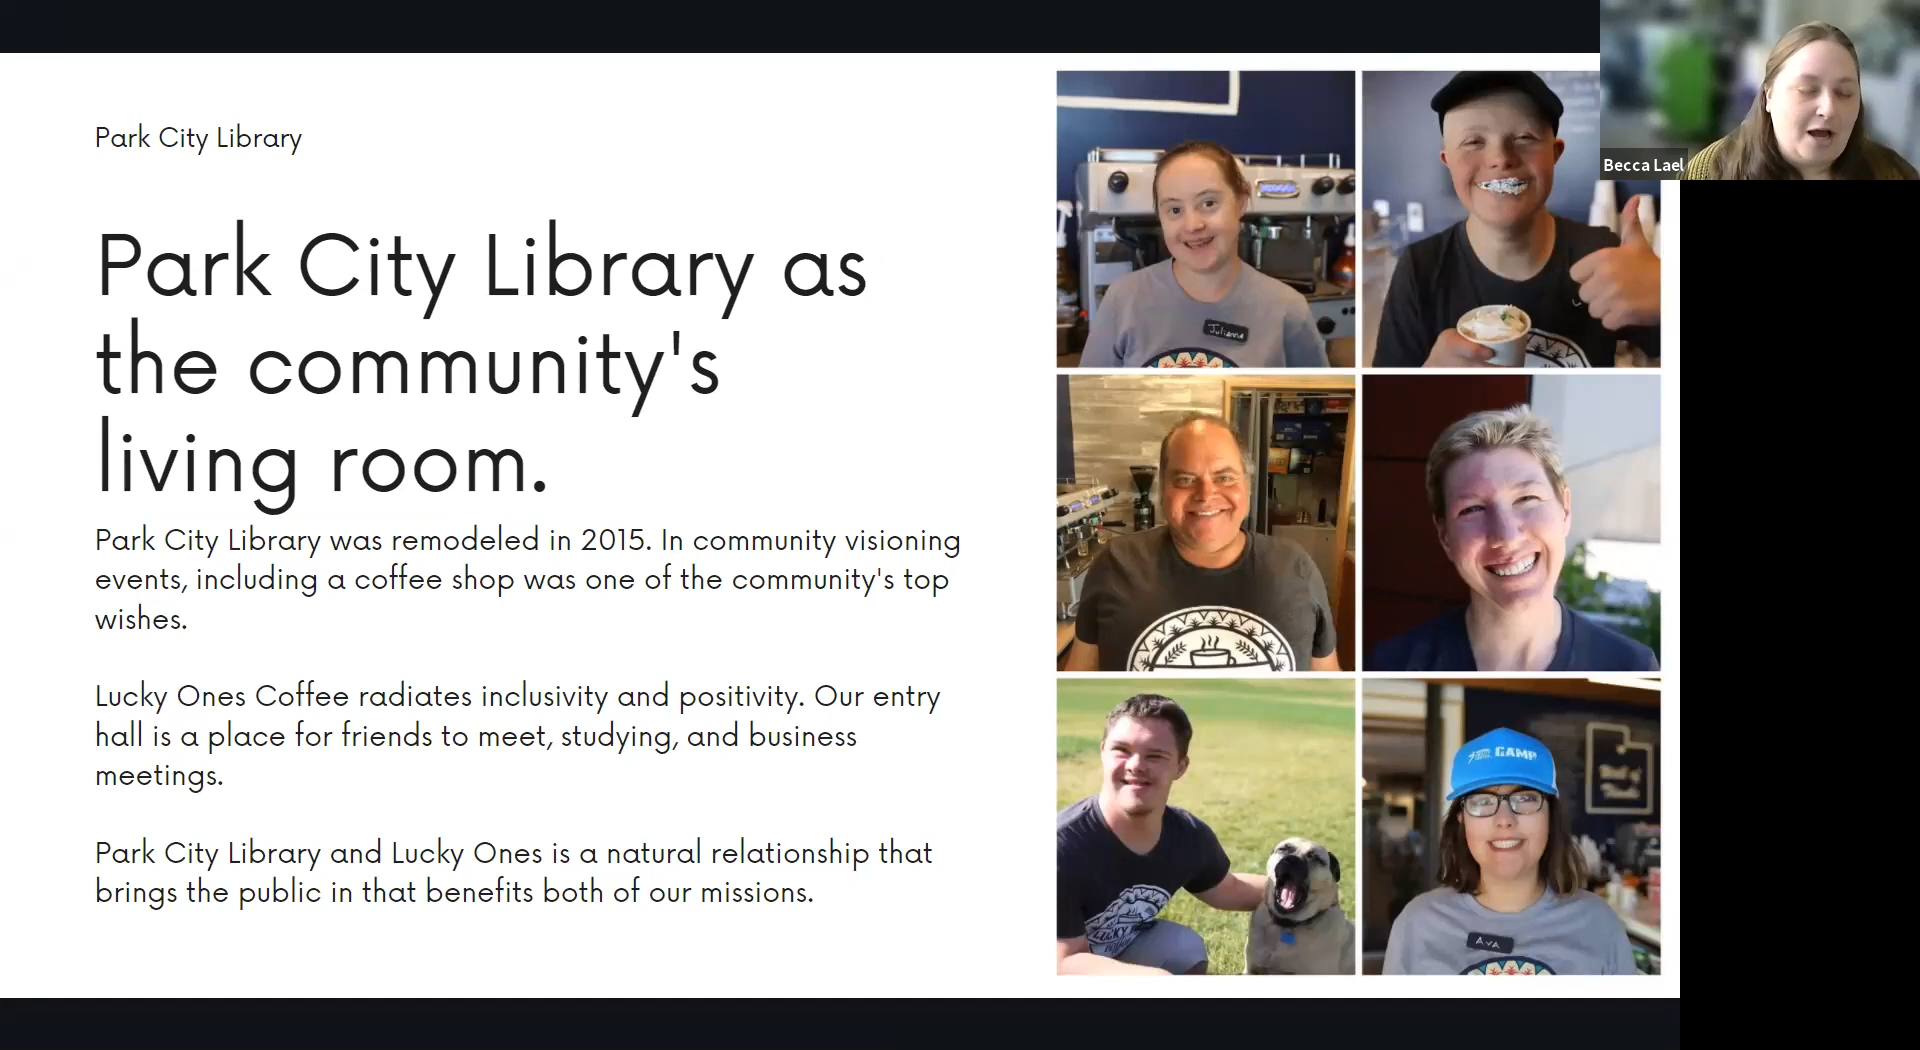 Park City Library
Park City Library as
the community's
living room.
Park City Library was remodeled in 2015. In community visioning
events, including a coffee shop was one of the community's top
wishes.
Lucky Ones Coffee radiates inclusivity and positivity. Our entry
hall is a place for friends to meet, studying, and business
meetings.
Park City Library and Lucky Ones is a natural relationship that
brings the public in that benefits both of our missions.
Becca Lael
Julianna
LUCKY
CAMP
AvA